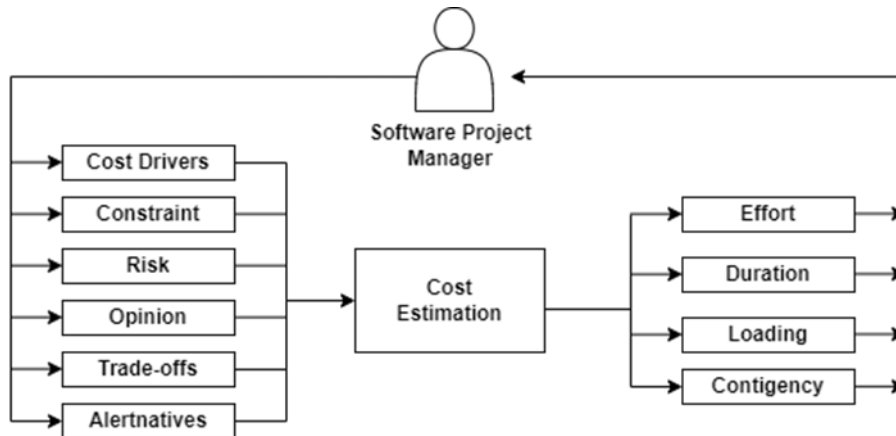 Software Project
Manager
Cost Drivers
Constraint
Risk
Opinion
Trade-offs
Alertnatives
Cost
Estimation
Effort
Duration
Loading
Contigency